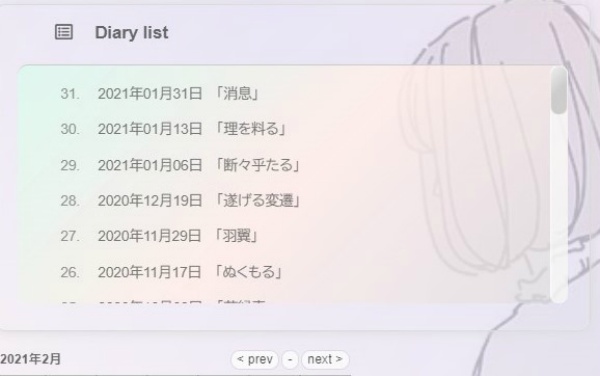 Diary list
31. 2021年01月31日 「消息」
30. 2021年01月13日 「理を料る」
29. 2021年01月06日 「断々乎たる」
28. 2020年12月19日 「遂げる変遷」
27. 2020年11月29日 「羽翼」
26. 2020年11月17日 「ぬくもる」
2021年2月
< prev - next >